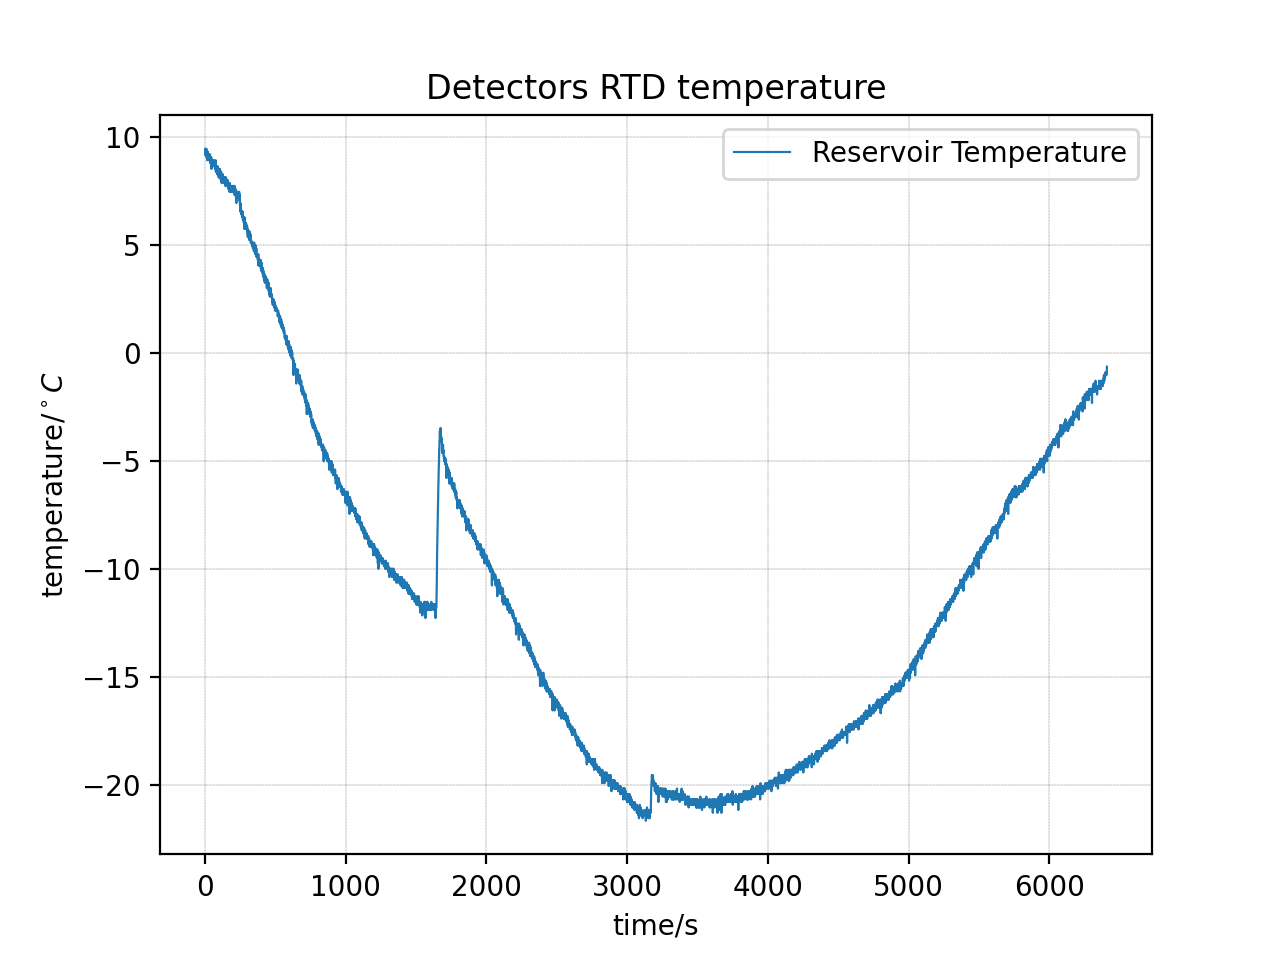 Detectors RTD temperature
Reservoir Temperature
temperature/°C
10
5
0
−5
−10
−15
−20
0 1000 2000 3000 4000 5000 6000
time/s